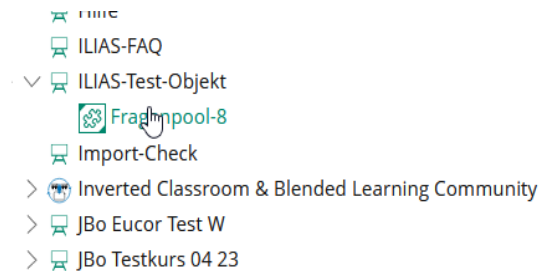 Hilfe
ILIAS-FAQ
ILIAS-Test-Objekt
Fragenpool-8
Import-Check
Inverted Classroom & Blended Learning Community
JBo Eucor Test W
JBo Testkurs 04 23